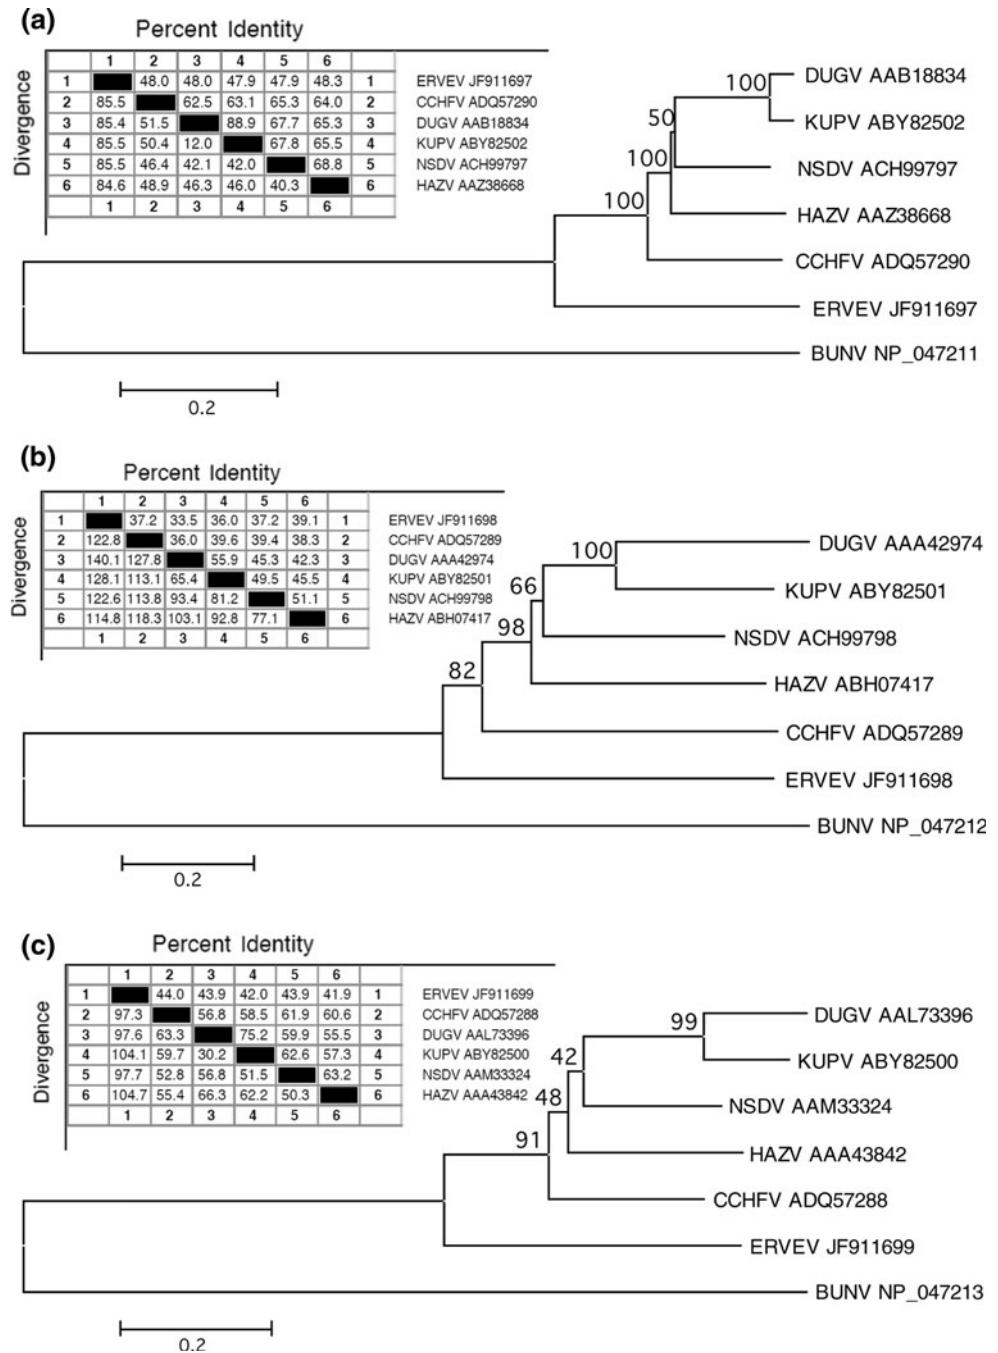 (a)
Percent Identity
Divergence
1 2 3 4 5 6
1 48.0 48.0 47.9 47.9 48.3 1 ERVEV JF911697
2 85.5 62.5 63.1 65.3 64.0 2 CCHFV ADQ57290
3 85.4 51.5 88.9 67.7 65.3 3 DUGV AAB18834
4 85.5 50.4 12.0 67.8 65.5 4 KUPV ABY82502
5 85.5 46.4 42.1 42.0 68.8 5 NSDV ACH99797
6 84.6 48.9 46.3 46.0 40.3 6 HAZV AAZ38668
1 2 3 4 5 6
100 DUGV AAB18834
KUPV ABY82502
50
NSDV ACH99797
100
HAZV AAZ38668
100
CCHFV ADQ57290
ERVEV JF911697
BUNV NP_047211
0.2
(b)
Percent Identity
Divergence
1 2 3 4 5 6
1 37.2 33.5 36.0 37.2 39.1 1 ERVEV JF911698
2 122.8 36.0 39.6 39.4 38.3 2 CCHFV ADQ57289
3 140.1 127.8 55.9 45.3 42.3 3 DUGV AAA42974
4 128.1 113.1 65.4 49.5 45.5 4 KUPV ABY82501
5 122.6 113.8 93.4 81.2 51.1 5 NSDV ACH99798
6 114.8 118.3 103.1 92.8 77.1 6 HAZV ABH07417
1 2 3 4 5 6
100 DUGV AAA42974
KUPV ABY82501
66
NSDV ACH99798
98
HAZV ABH07417
82
CCHFV ADQ57289
ERVEV JF911698
BUNV NP_047212
0.2
(c)
Percent Identity
Divergence
1 2 3 4 5 6
1 44.0 43.9 42.0 43.9 41.9 1 ERVEV JF911699
2 97.3 56.8 58.5 61.9 60.6 2 CCHFV ADQ57288
3 97.6 63.3 75.2 59.9 55.5 3 DUGV AAL73396
4 104.1 59.7 30.2 62.6 57.3 4 KUPV ABY82500
5 97.7 52.8 56.8 51.5 63.2 5 NSDV AAM33324
6 104.7 55.4 66.3 62.2 50.3 6 HAZV AAA43842
1 2 3 4 5 6
99 DUGV AAL73396
KUPV ABY82500
42
NSDV AAM33324
48
HAZV AAA43842
91
CCHFV ADQ57288
ERVEV JF911699
BUNV NP_047213
0.2